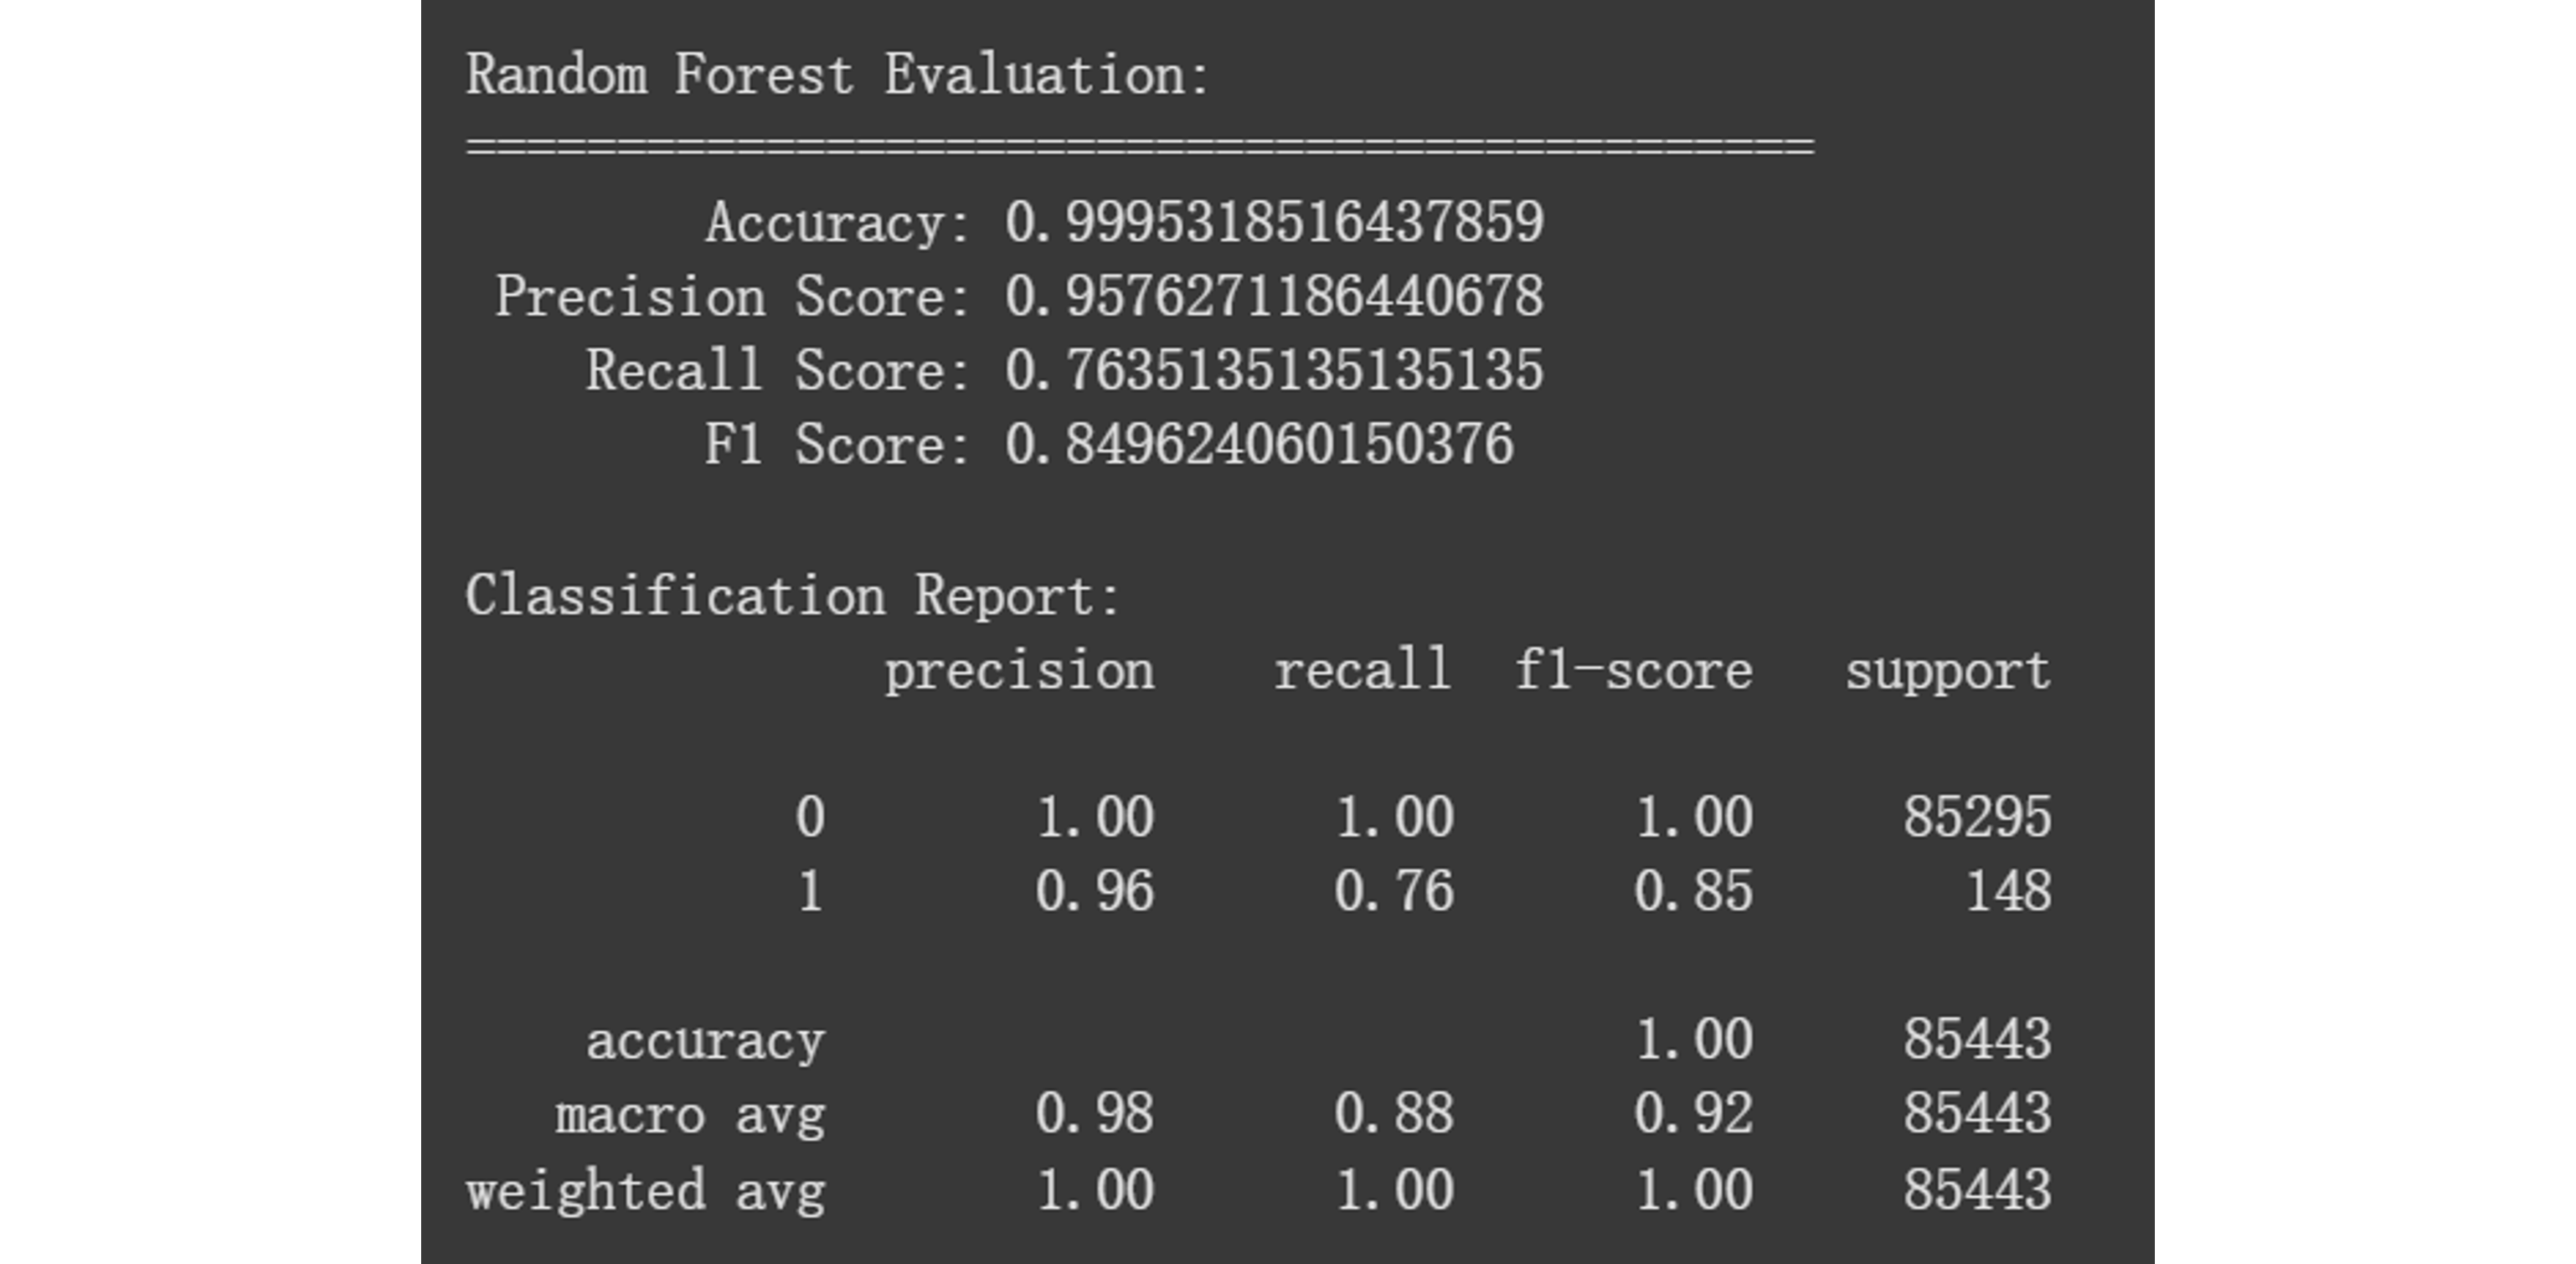 Random Forest Evaluation:
=============================================
Accuracy: 0.9995318516437859
Precision Score: 0.9576271186440678
Recall Score: 0.7635135135135135
F1 Score: 0.849624060150376
Classification Report:
precision recall f1-score support
0 1.00 1.00 1.00 85295
1 0.96 0.76 0.85 148
accuracy 1.00 85443
macro avg 0.98 0.88 0.92 85443
weighted avg 1.00 1.00 1.00 85443